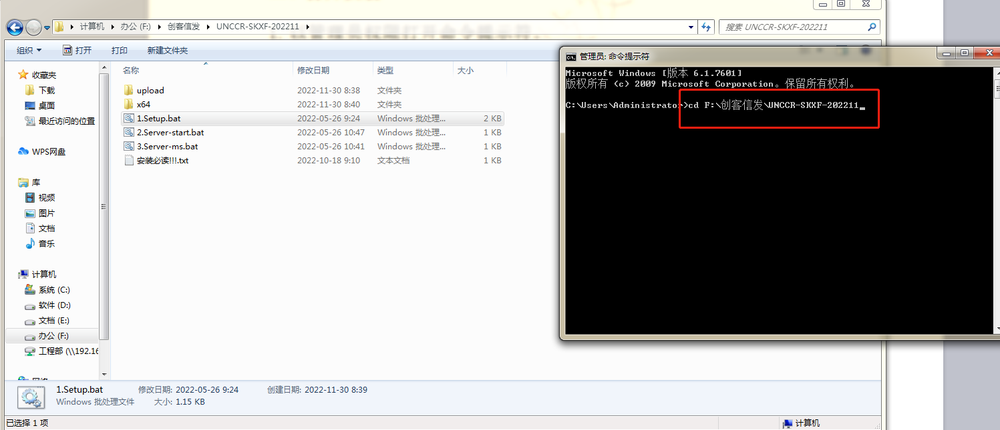 计算机 办公 (F:) 创客信发 UNCCR-SKXF-202211
搜索 UNCCR-SKXF-202211
组织 打开 打印 新建文件夹
名称 修改日期 类型 大小
收藏夹
下载
桌面
最近访问的位置
WPS网盘
库
视频
图片
文档
音乐
计算机
系统 (C:)
软件 (D:)
文档 (E:)
办公 (F:)
工程部 (\\192.16
网络
upload 2022-11-30 8:38 文件夹
x64 2022-11-30 8:40 文件夹
1.Setup.bat 2022-05-26 9:24 Windows 批处理... 2 KB
2.Server-start.bat 2022-05-26 10:47 Windows 批处理... 1 KB
3.Server-ms.bat 2022-05-26 10:41 Windows 批处理... 1 KB
安装必读!!!.txt 2022-10-18 9:10 文本文档 1 KB
管理员: 命令提示符
Microsoft Windows [版本 6.1.7601]
版权所有 (c) 2009 Microsoft Corporation。保留所有权利。
C:\Users\Administrator>cd F:\创客信发\UNCCR-SKXF-202211_
1.Setup.bat 修改日期: 2022-05-26 9:24 创建日期: 2022-11-30 8:39
Windows 批处理文件 大小: 1.15 KB
已选择 1 项 计算机